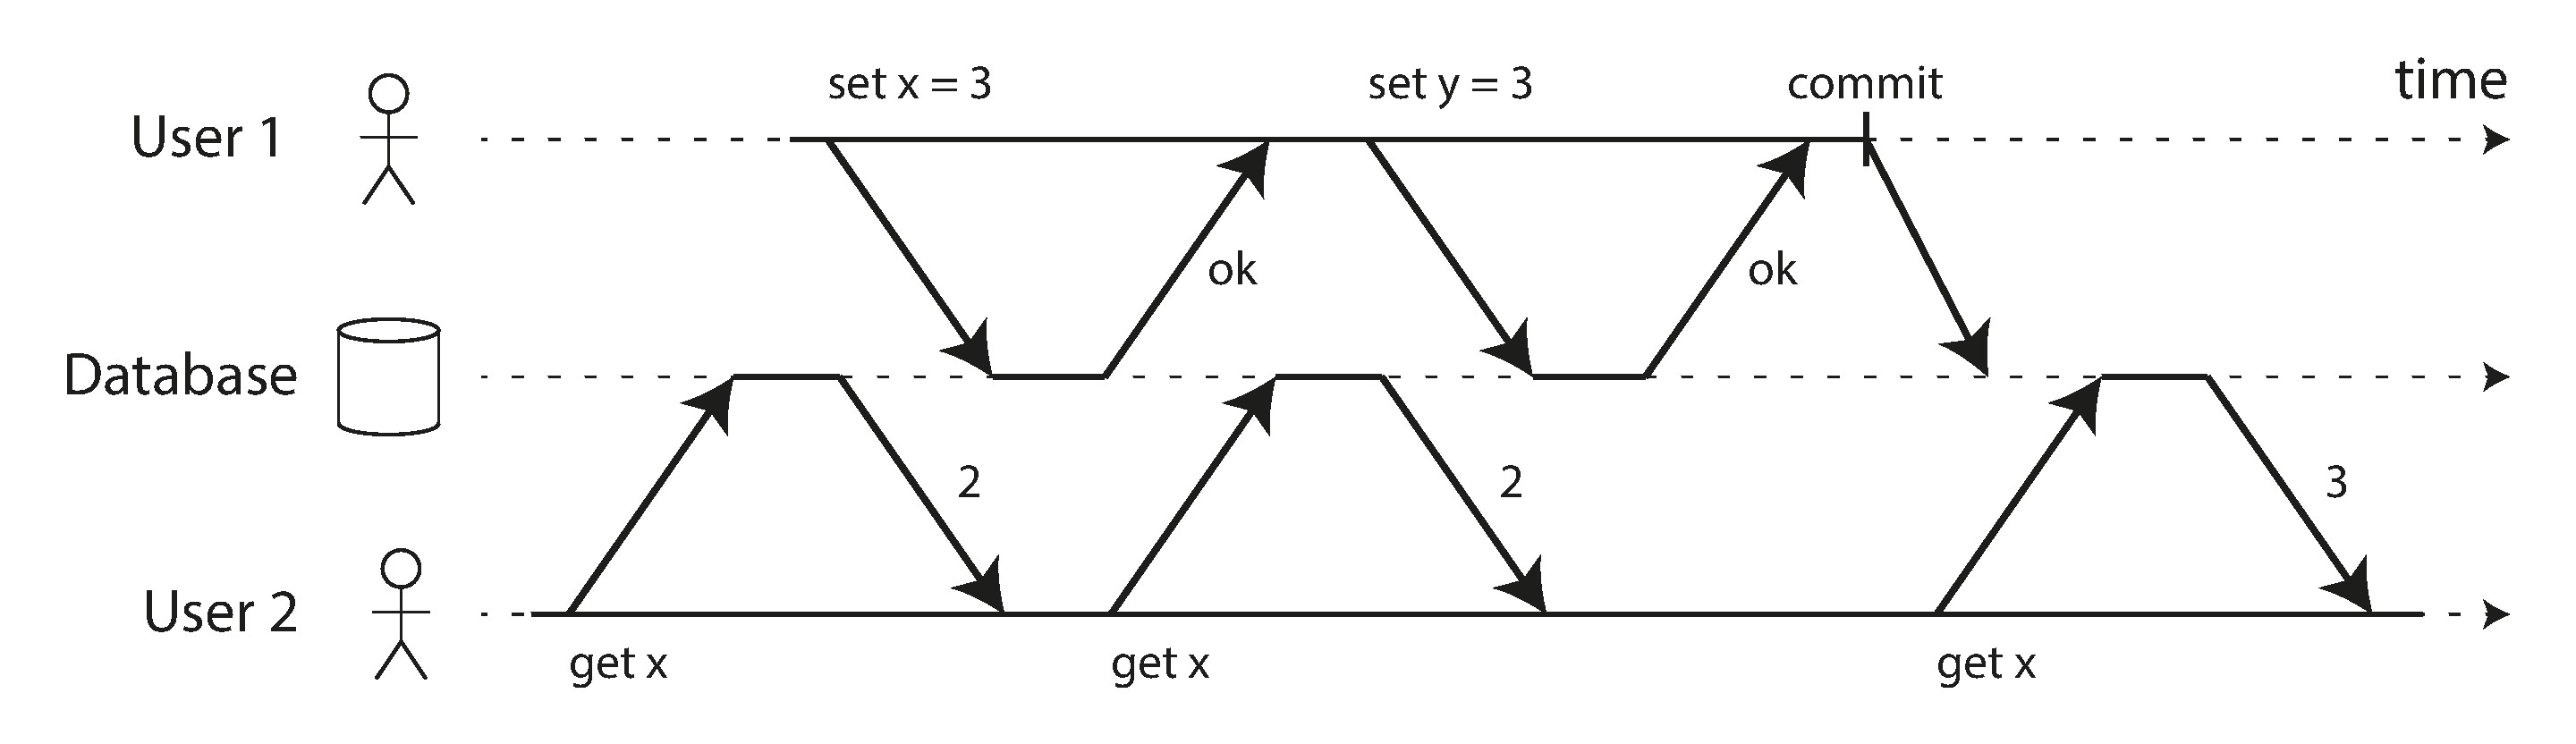 set x = 3
set y = 3
commit
time
User 1
ok
ok
Database
2
2
3
User 2
get x
get x
get x